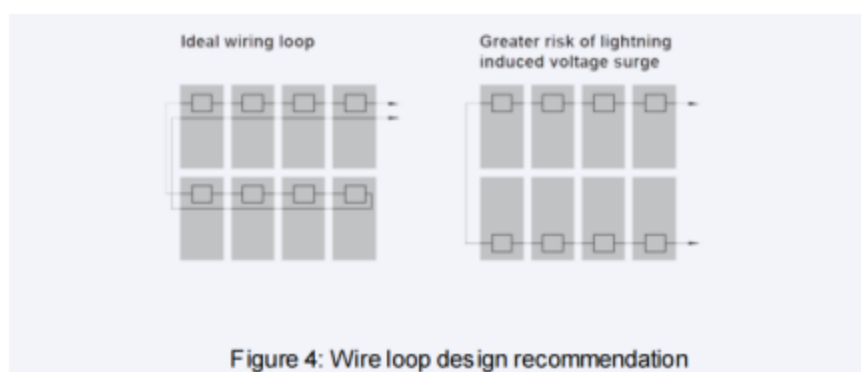 Ideal wiring loop
Greater risk of lightning
induced voltage surge
Figure 4: Wire loop design recommendation